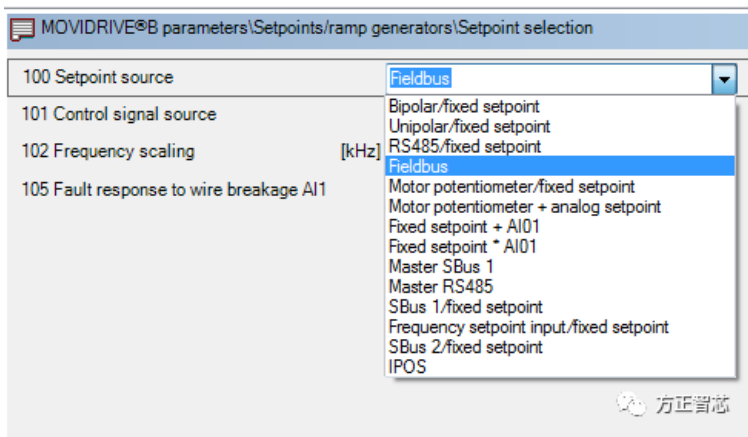 MOVIDRIVE®B parameters\Setpoints/ramp generators\Setpoint selection
100 Setpoint source
Fieldbus
101 Control signal source
102 Frequency scaling [kHz]
105 Fault response to wire breakage AI1
Bipolar/fixed setpoint
Unipolar/fixed setpoint
RS485/fixed setpoint
Fieldbus
Motor potentiometer/fixed setpoint
Motor potentiometer + analog setpoint
Fixed setpoint + AI01
Fixed setpoint * AI01
Master SBus 1
Master RS485
SBus 1/fixed setpoint
Frequency setpoint input/fixed setpoint
SBus 2/fixed setpoint
IPOS
方正智芯